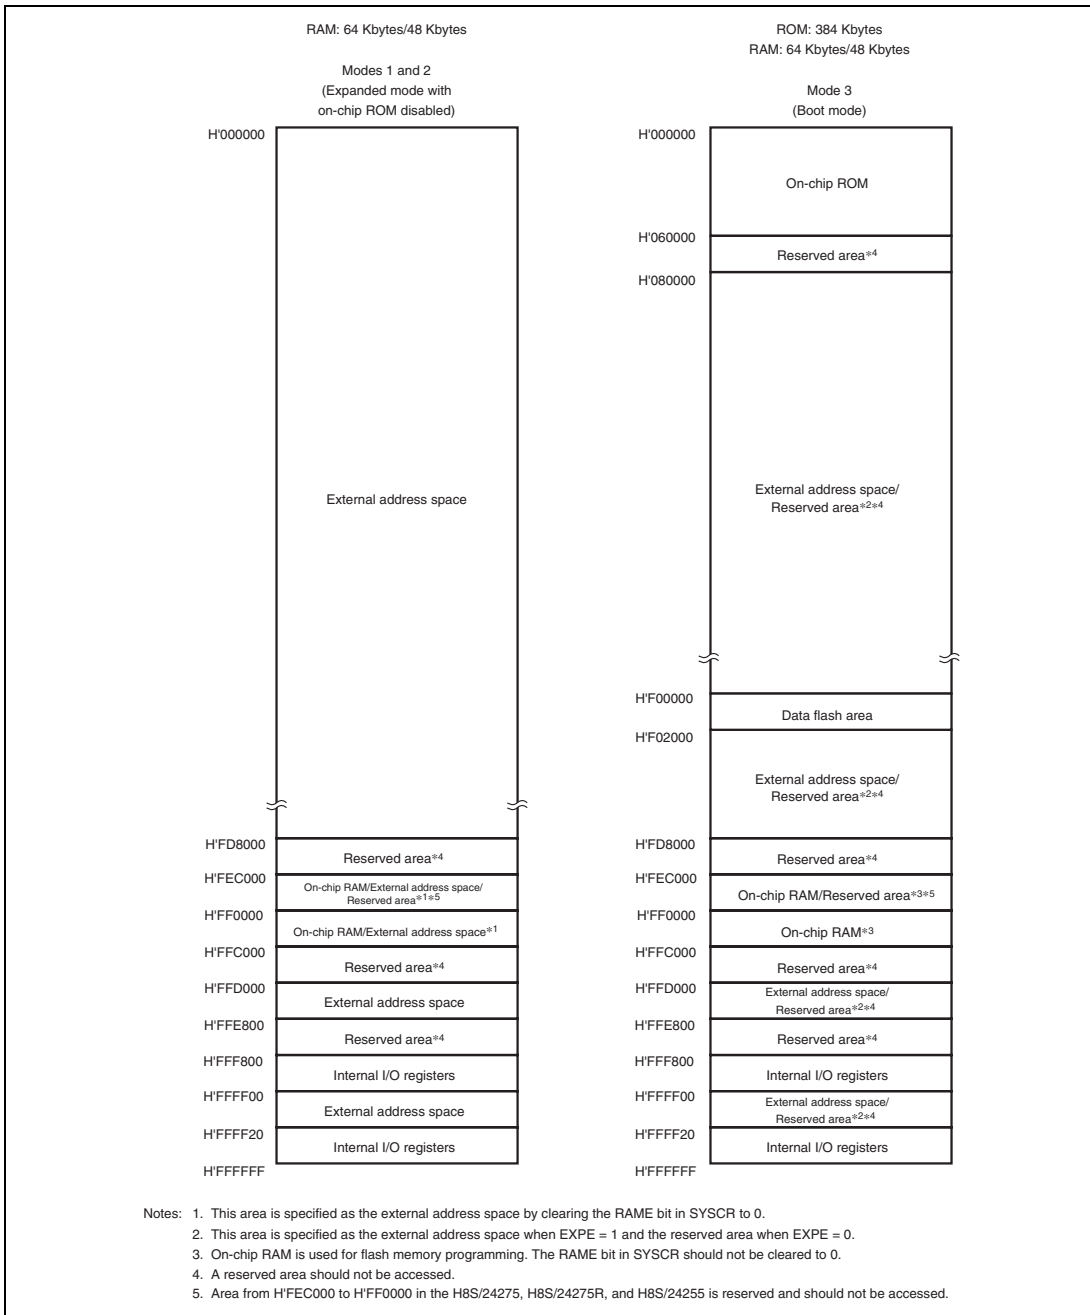 RAM: 64 Kbytes/48 Kbytes
Modes 1 and 2
(Expanded mode with
on-chip ROM disabled)
H'000000
External address space
H'FD8000
Reserved area*4
H'FEC000
On-chip RAM/External address space/
Reserved area*1*5
H'FF0000
On-chip RAM/External address space*1
H'FFC000
Reserved area*4
H'FFD000
External address space
H'FFE800
Reserved area*4
H'FFF800
Internal I/O registers
H'FFFF00
External address space
H'FFFF20
Internal I/O registers
H'FFFFFF
ROM: 384 Kbytes
RAM: 64 Kbytes/48 Kbytes
Mode 3
(Boot mode)
H'000000
On-chip ROM
H'060000
Reserved area*4
H'080000
External address space/
Reserved area*2*4
H'F00000
Data flash area
H'F02000
External address space/
Reserved area*2*4
H'FD8000
Reserved area*4
H'FEC000
On-chip RAM/Reserved area*3*5
H'FF0000
On-chip RAM*3
H'FFC000
Reserved area*4
H'FFD000
External address space/
Reserved area*2*4
H'FFE800
Reserved area*4
H'FFF800
Internal I/O registers
H'FFFF00
External address space/
Reserved area*2*4
H'FFFF20
Internal I/O registers
H'FFFFFF
Notes: 1. This area is specified as the external address space by clearing the RAME bit in SYSCR to 0.
2. This area is specified as the external address space when EXPE = 1 and the reserved area when EXPE = 0.
3. On-chip RAM is used for flash memory programming. The RAME bit in SYSCR should not be cleared to 0.
4. A reserved area should not be accessed.
5. Area from H'FEC000 to H'FF0000 in the H8S/24275, H8S/24275R, and H8S/24255 is reserved and should not be accessed.